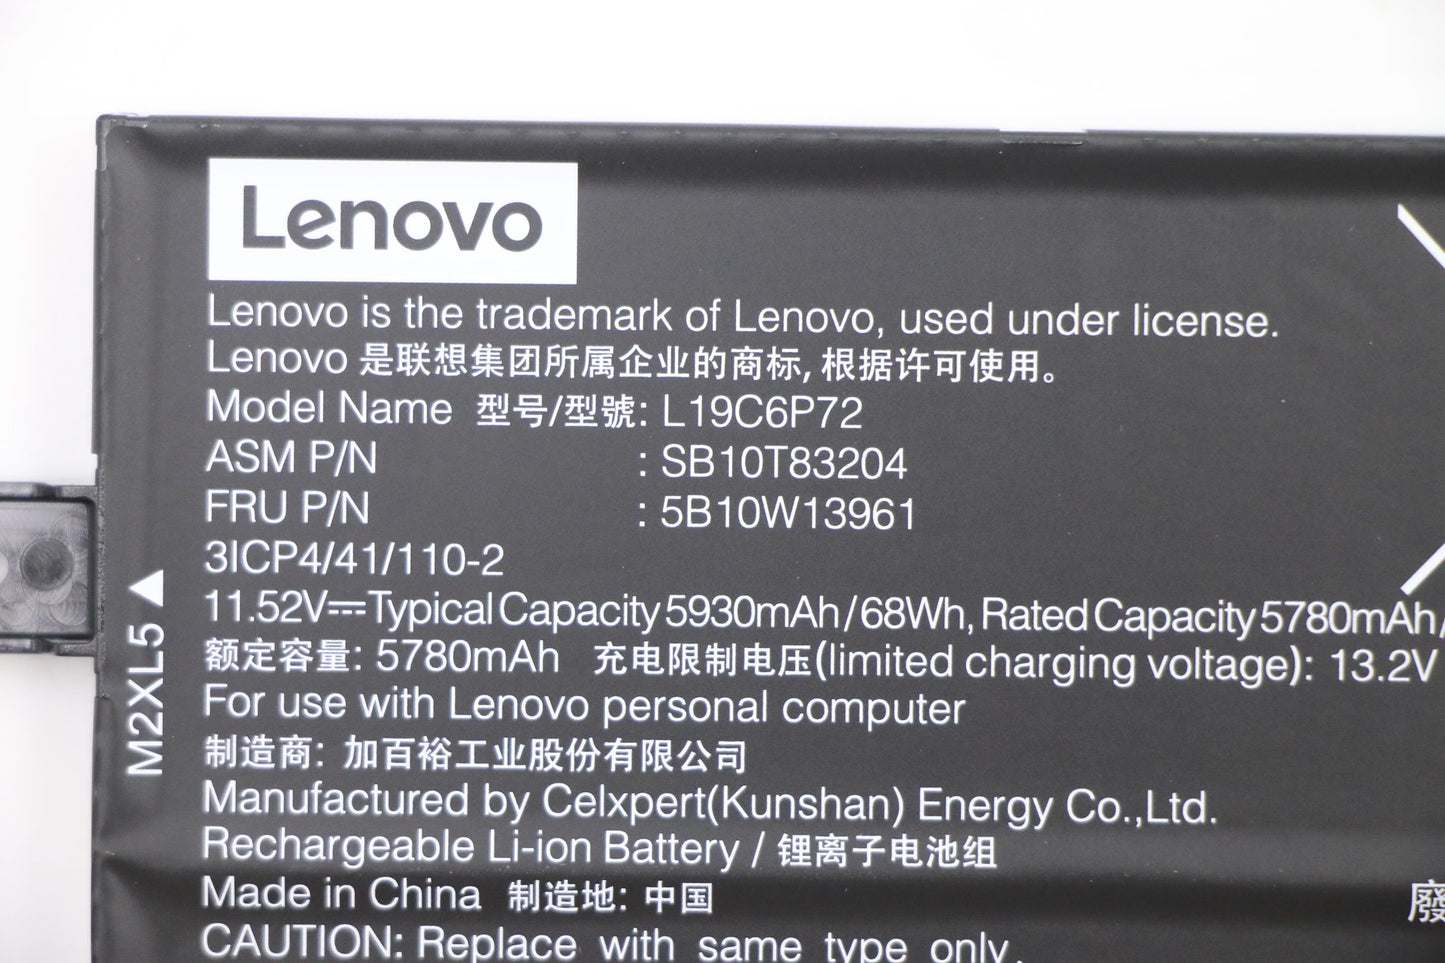 Lenovo
Lenovo is the trademark of Lenovo, used under license.
Lenovo 是联想集团所属企业的商标, 根据许可使用。
Model Name 型号/型號: L19C6P72
ASM P/N : SB10T83204
FRU P/N : 5B10W13961
3ICP4/41/110-2
11.52V⎓Typical Capacity 5930mAh/68Wh, Rated Capacity 5780mAh/
额定容量: 5780mAh 充电限制电压(limited charging voltage): 13.2V
For use with Lenovo personal computer
制造商: 加百裕工业股份有限公司
Manufactured by Celxpert(Kunshan) Energy Co.,Ltd.
Rechargeable Li-ion Battery / 锂离子电池组
Made in China 制造地: 中国
CAUTION: Replace with same type only.
M2XL5 ▲
廢